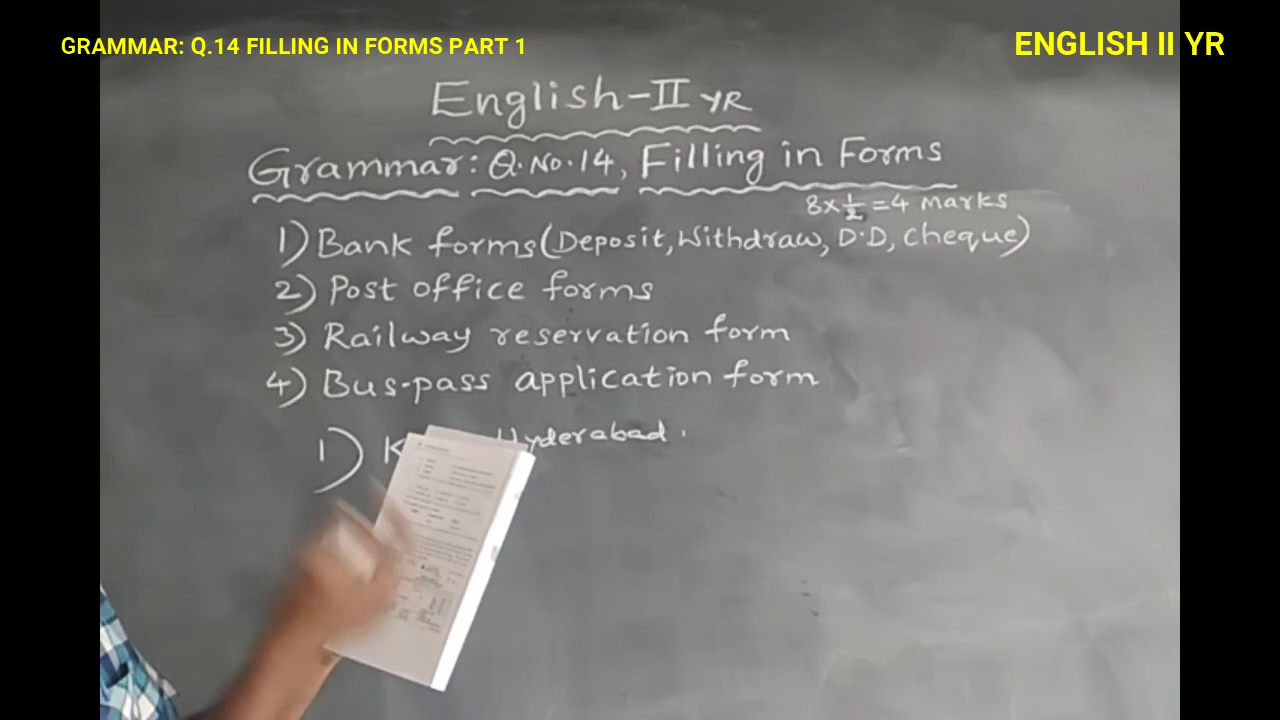 GRAMMAR: Q.14 FILLING IN FORMS PART 1
ENGLISH II YR
English-II YR
Grammar: Q.No.14, Filling in Forms
8x1/2=4 marks
1) Bank forms(Deposit, Withdraw, D.D, cheque)
2) Post office forms
3) Railway reservation form
4) Bus-pass application form
1) Hyderabad.